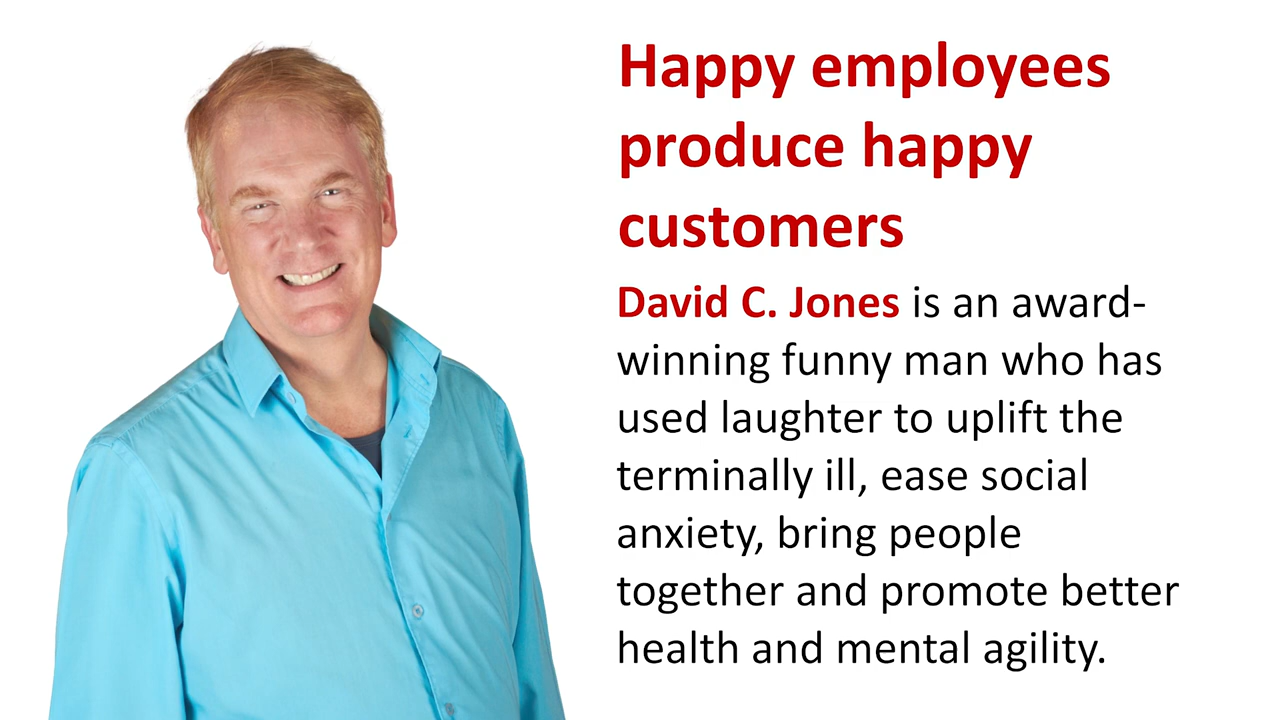 Happy employees
produce happy
customers
David C. Jones is an award-
winning funny man who has
used laughter to uplift the
terminally ill, ease social
anxiety, bring people
together and promote better
health and mental agility.